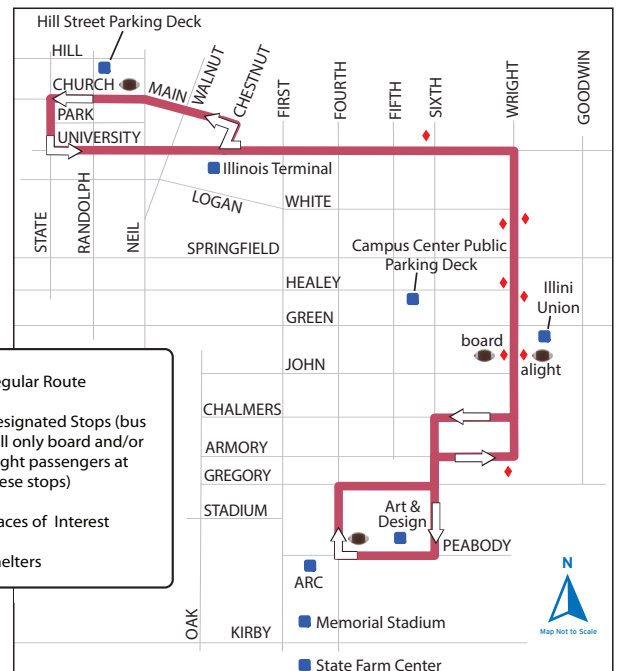 Hill Street Parking Deck
HILL
CHURCH
MAIN
WALNUT
CHESTNUT
FIRST
FOURTH
FIFTH
SIXTH
WRIGHT
GOODWIN
PARK
UNIVERSITY
Illinois Terminal
STATE
RANDOLPH
NEIL
LOGAN
WHITE
SPRINGFIELD
Campus Center Public
Parking Deck
HEALEY
Illini
Union
GREEN
board
alight
JOHN
CHALMERS
ARMORY
GREGORY
STADIUM
Art &
Design
PEABODY
ARC
OAK
KIRBY
Memorial Stadium
State Farm Center
N
Map Not to Scale
egular Route
esignated Stops (bus
ll only board and/or
ght passengers at
ese stops)
aces of Interest
elters